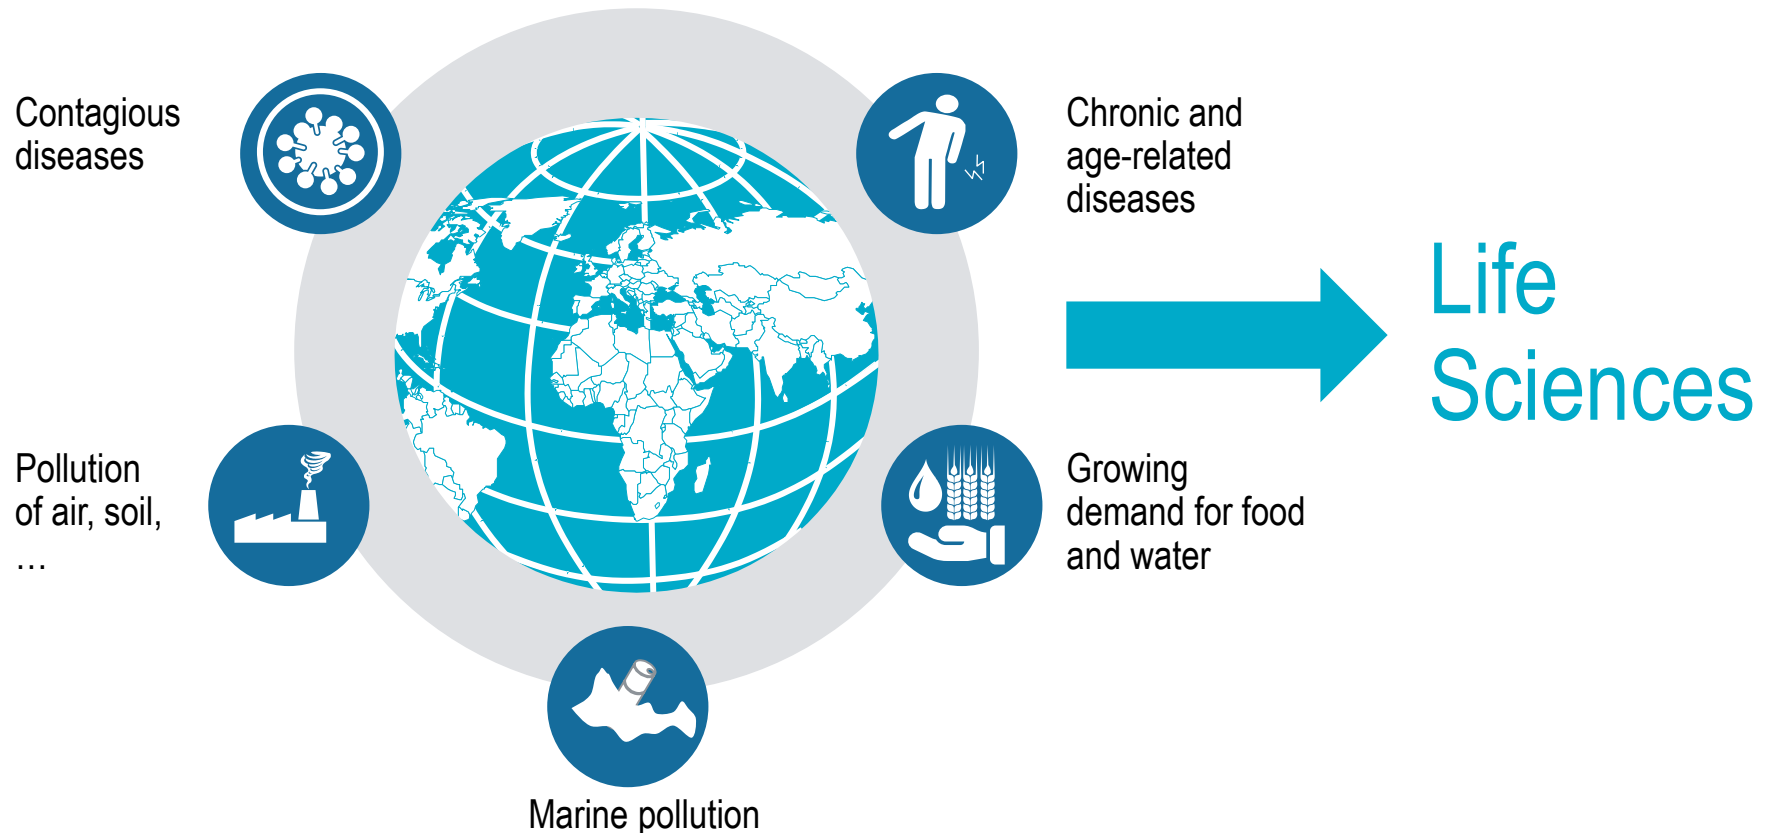 Contagious
diseases
Chronic and
age-related
diseases
Life
Sciences
Pollution
of air, soil,
…
Growing
demand for food
and water
Marine pollution